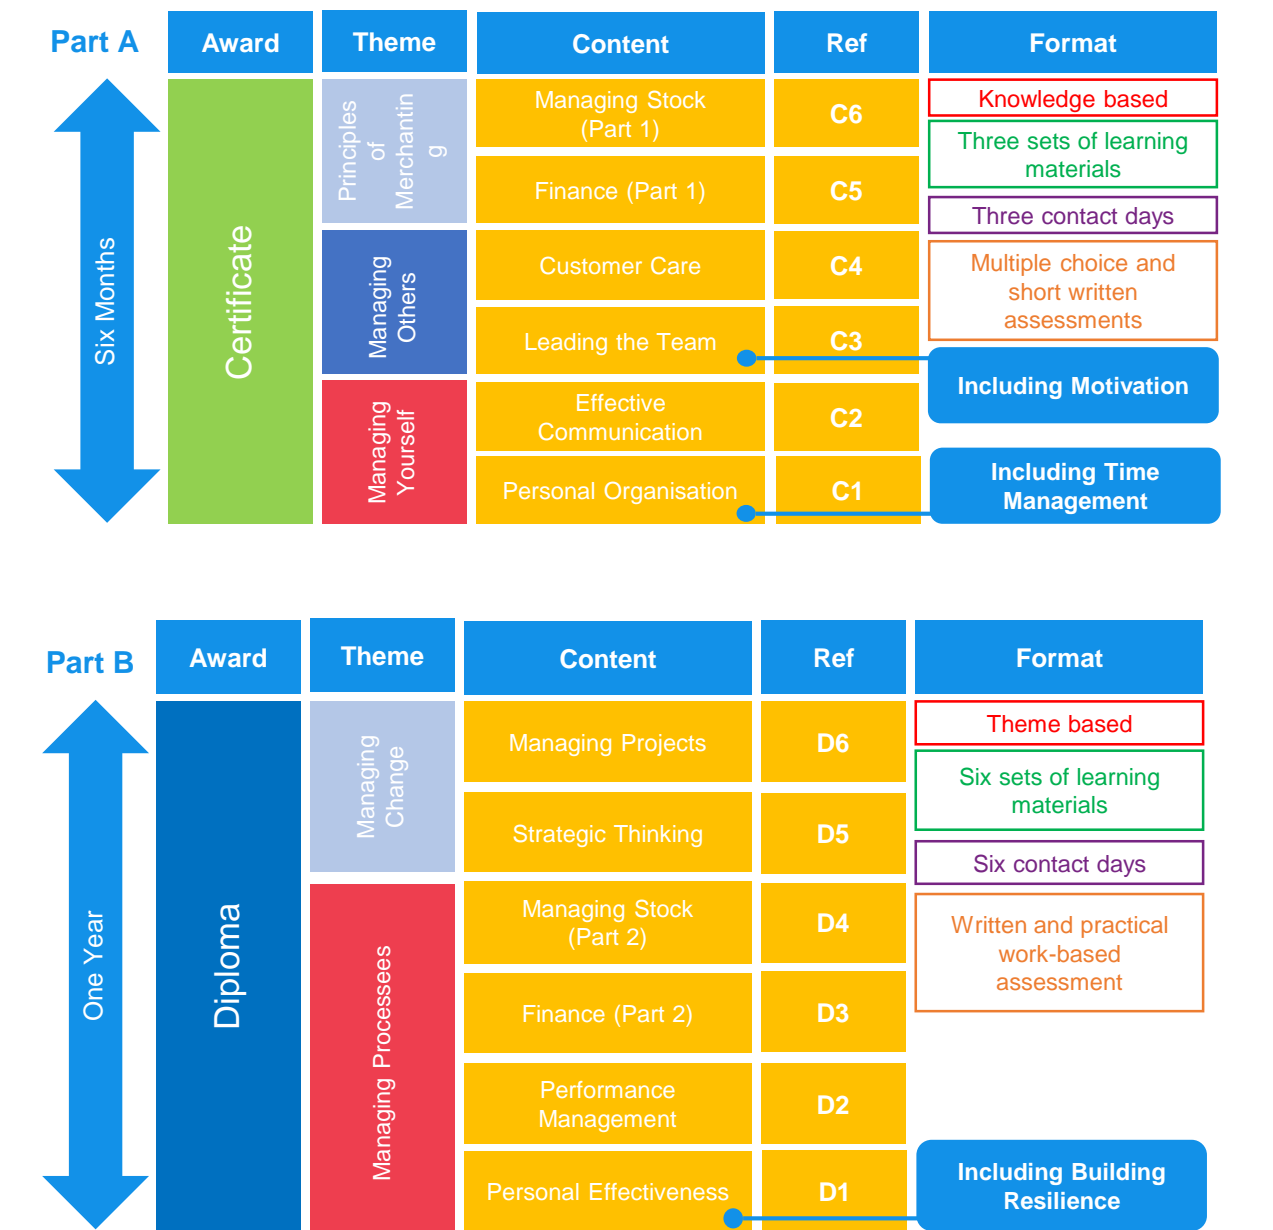 Part A
Award
Theme
Content
Ref
Format
Six Months
Certificate
Principles
of
Merchantin
g
Managing Stock
(Part 1)
C6
Finance (Part 1)
C5
Managing
Others
Customer Care
C4
Leading the Team
C3
Managing
Yourself
Effective
Communication
C2
Personal Organisation
C1
Knowledge based
Three sets of learning
materials
Three contact days
Multiple choice and
short written
assessments
Including Motivation
Including Time
Management
Part B
Award
Theme
Content
Ref
Format
One Year
Diploma
Managing
Change
Managing Projects
D6
Strategic Thinking
D5
Managing Processees
Managing Stock
(Part 2)
D4
Finance (Part 2)
D3
Performance
Management
D2
Personal Effectiveness
D1
Theme based
Six sets of learning
materials
Six contact days
Written and practical
work-based
assessment
Including Building
Resilience